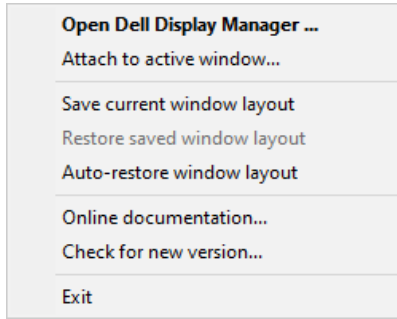 Open Dell Display Manager ...
Attach to active window...
Save current window layout
Restore saved window layout
Auto-restore window layout
Online documentation...
Check for new version...
Exit